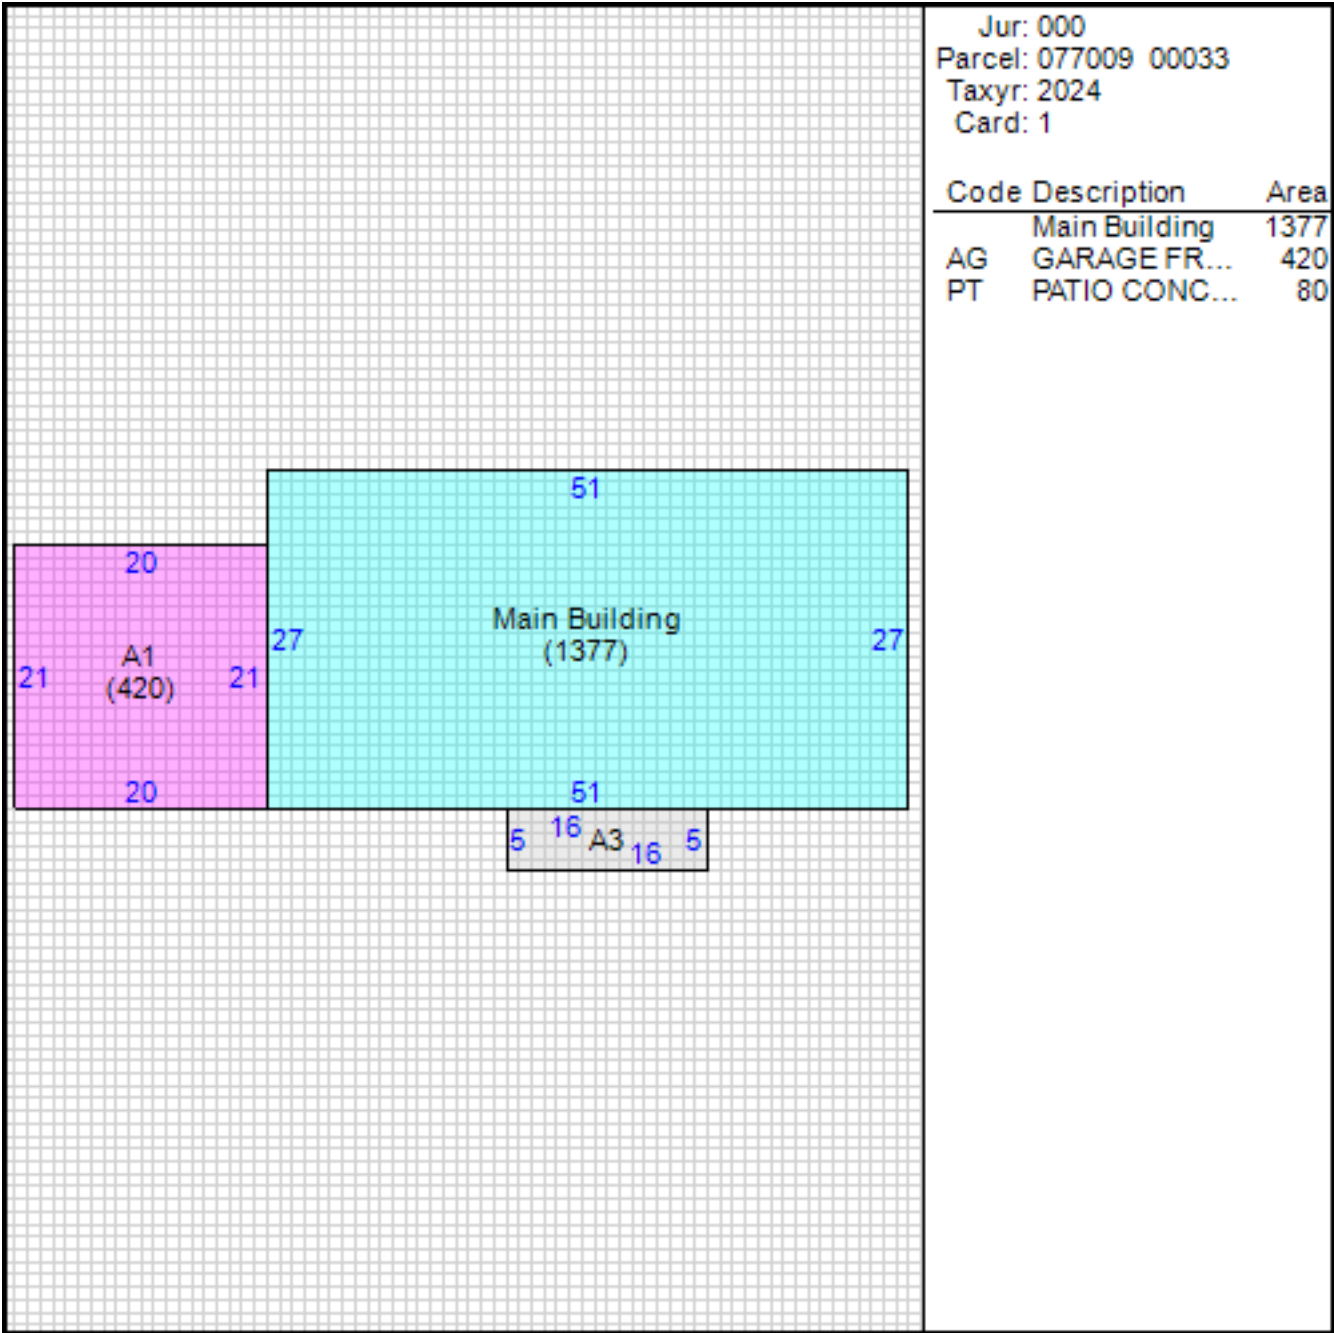 Jur: 000
Parcel: 077009 00033
Taxyr: 2024
Card: 1
Code Description Area
Main Building 1377
AG GARAGE FR... 420
PT PATIO CONC... 80
51
20
Main Building
27 27
(1377)
A1
21 21
(420)
20 51
16
5 A3 5
16